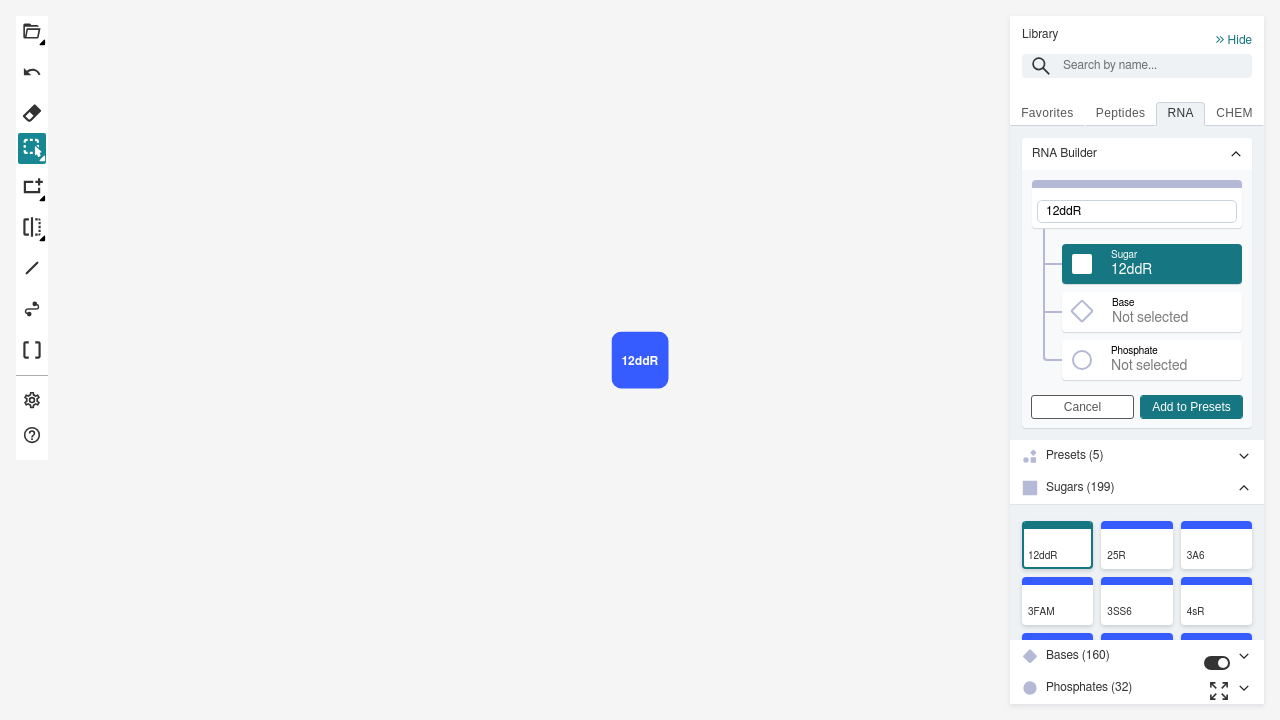 Library
Hide
Search by name...
Favorites Peptides RNA CHEM
RNA Builder
12ddR
Sugar
12ddR
Base
Not selected
Phosphate
Not selected
Cancel Add to Presets
Presets (5)
Sugars (199)
12ddR 25R 3A6
3FAM 3SS6 4sR
Bases (160)
Phosphates (32)
12ddR